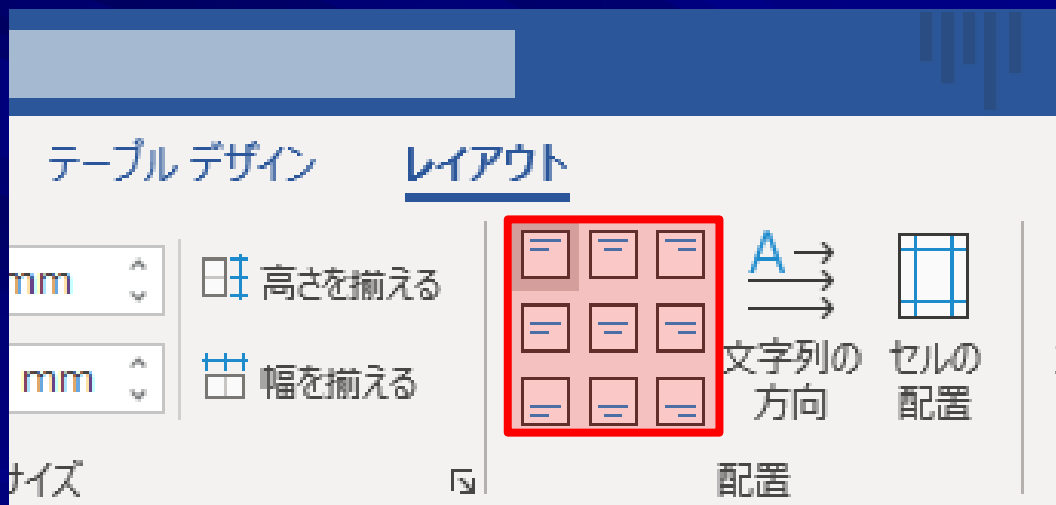 テーブル デザイン
レイアウト
mm
高さを揃える
mm
幅を揃える
A
文字列の
方向
セルの
配置
サイズ
配置